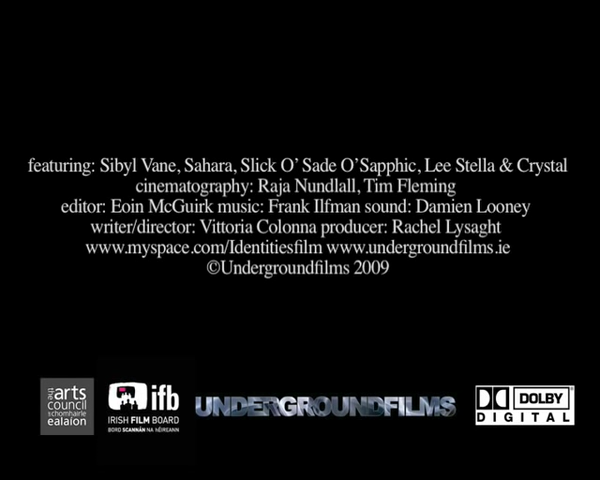 featuring: Sibyl Vane, Sahara, Slick O' Sade O'Sapphic, Lee Stella & Crystal
cinematography: Raja Nundlall, Tim Fleming
editor: Eoin McGuirk music: Frank Ilfman sound: Damien Looney
writer/director: Vittoria Colonna producer: Rachel Lysaght
www.myspace.com/Identitiesfilm www.undergroundfilms.ie
©Undergroundfilms 2009
the arts
council
schomhairle
ealaíon
ifb
IRISH FILM BOARD
BORD SCANNÁN NA hÉIREANN
UNDERGROUNDFILMS
DOLBY
DIGITAL